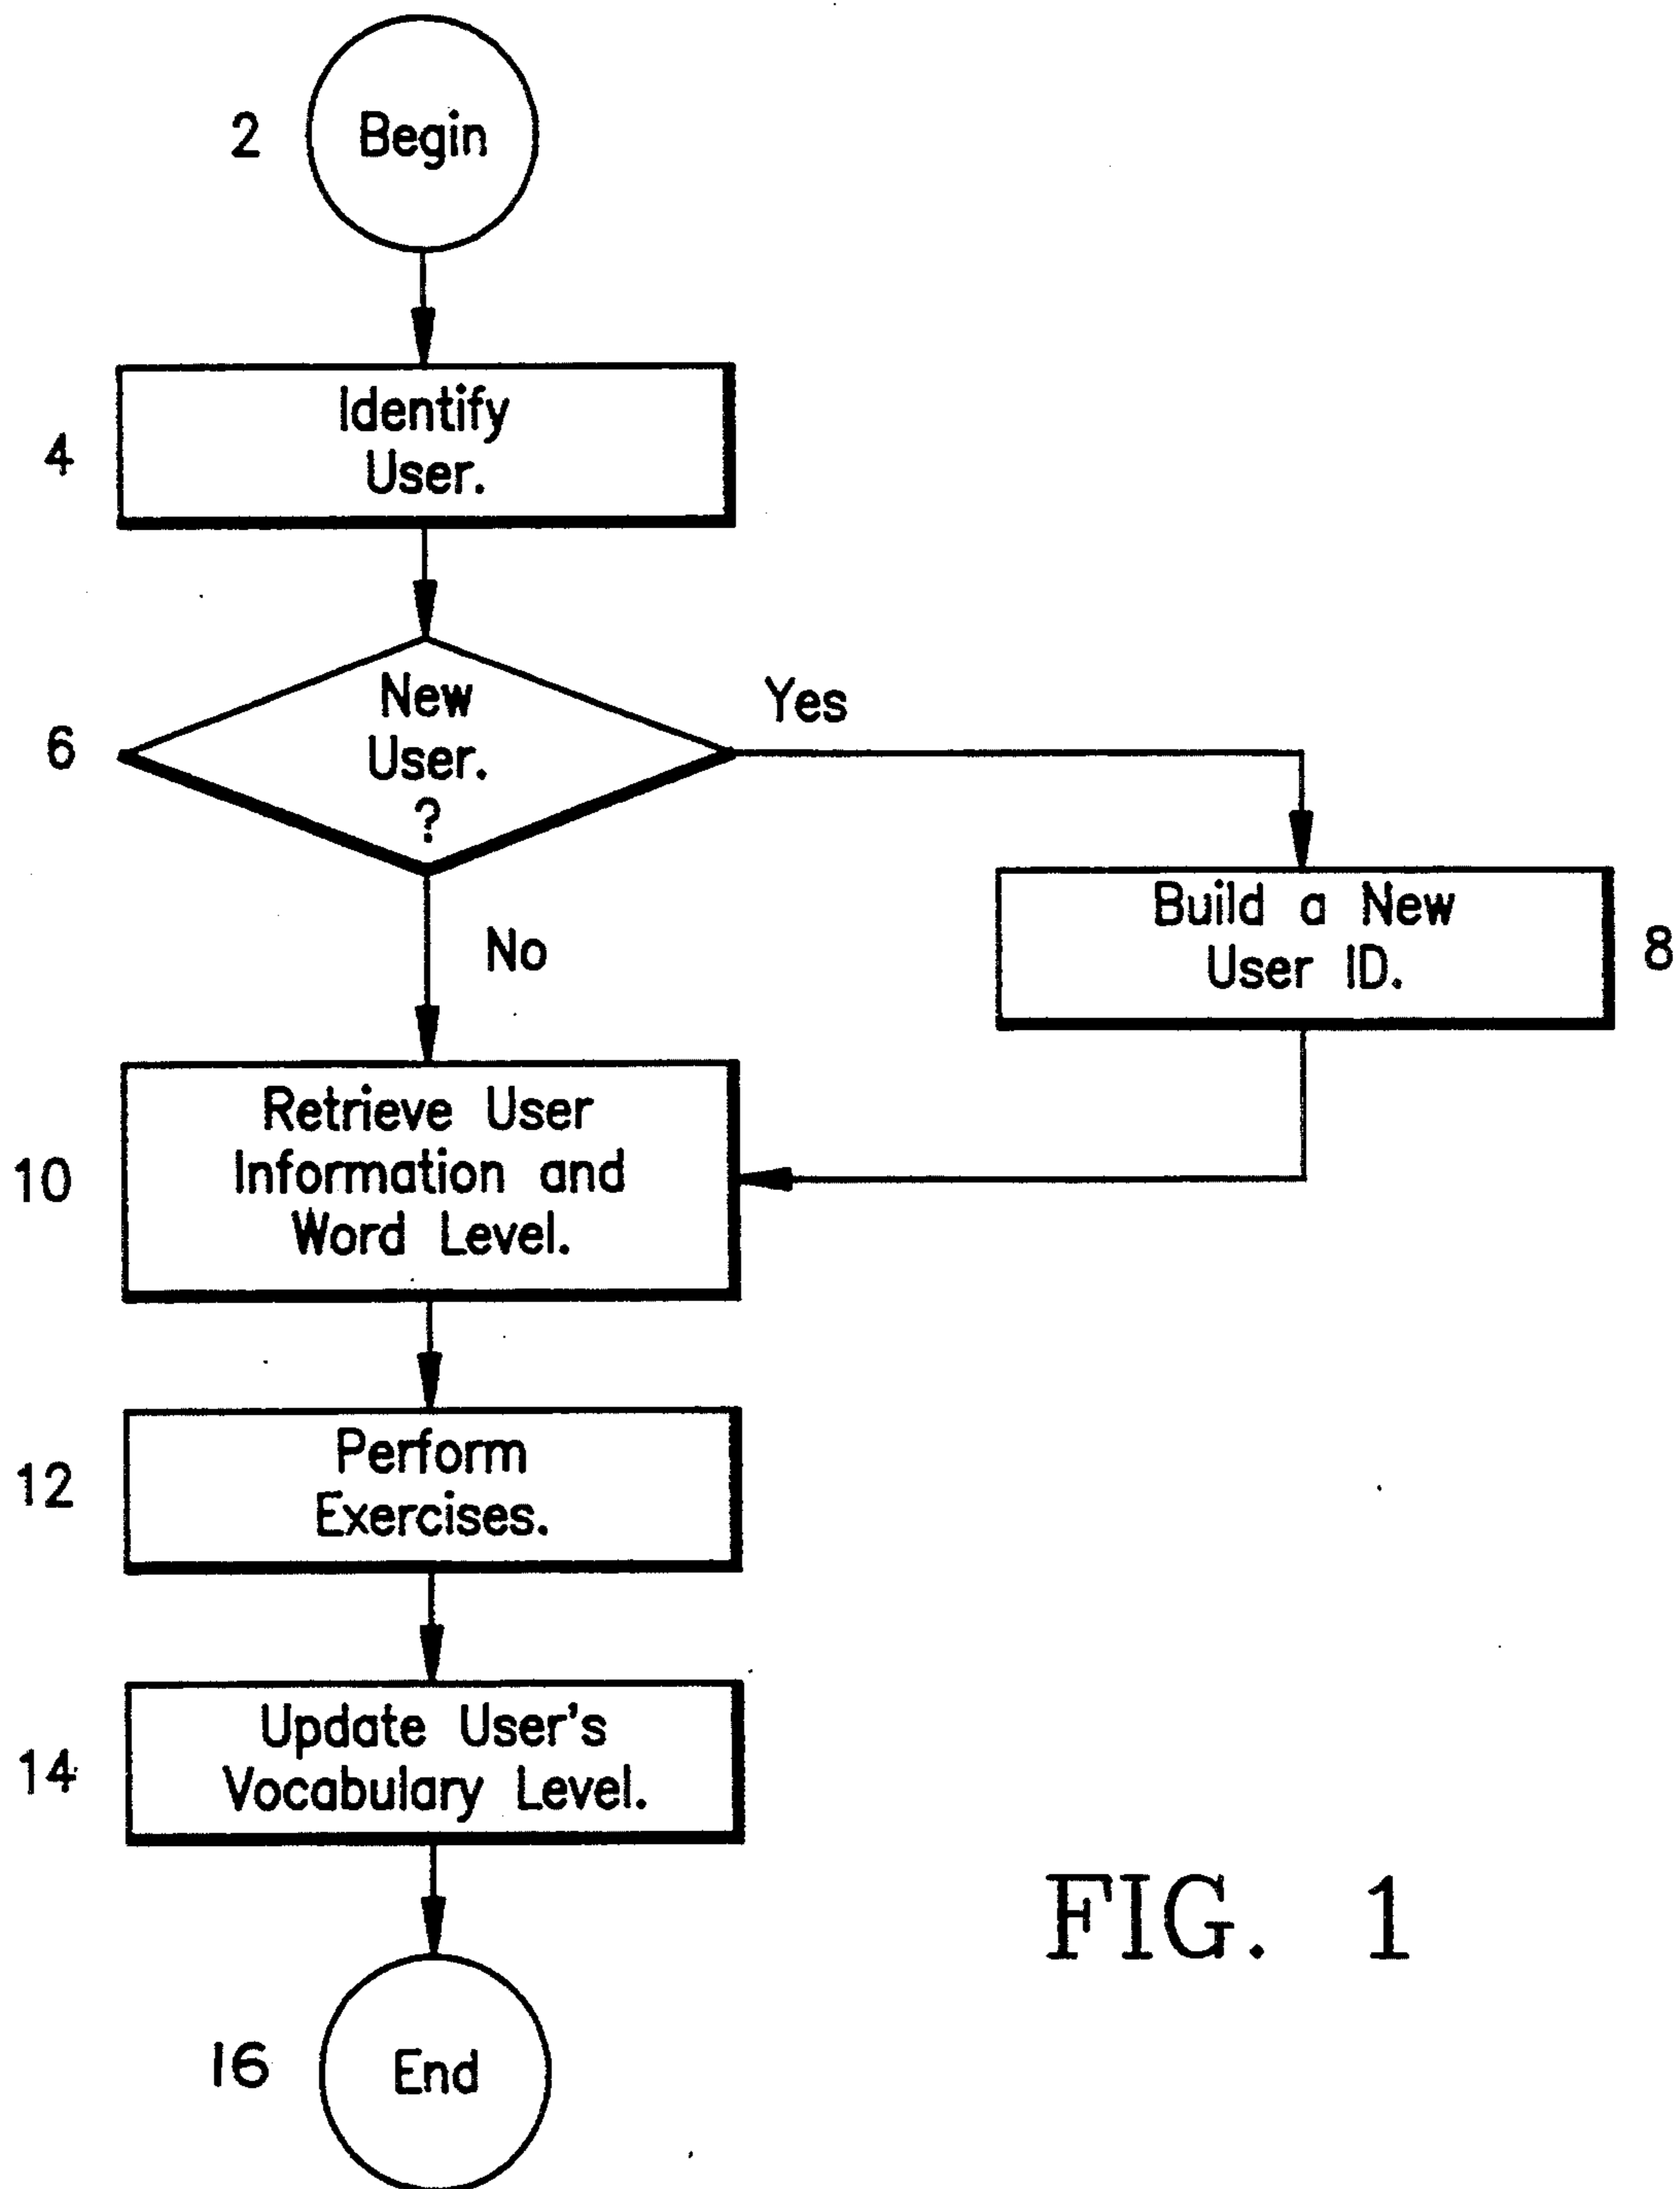 2
Begin
4
Identify
User.
6
New
User.
?
Yes
No
Build a New
User ID.
8
10
Retrieve User
Information and
Word Level.
12
Perform
Exercises.
14
Update User's
Vocabulary Level.
16
End
FIG. 1